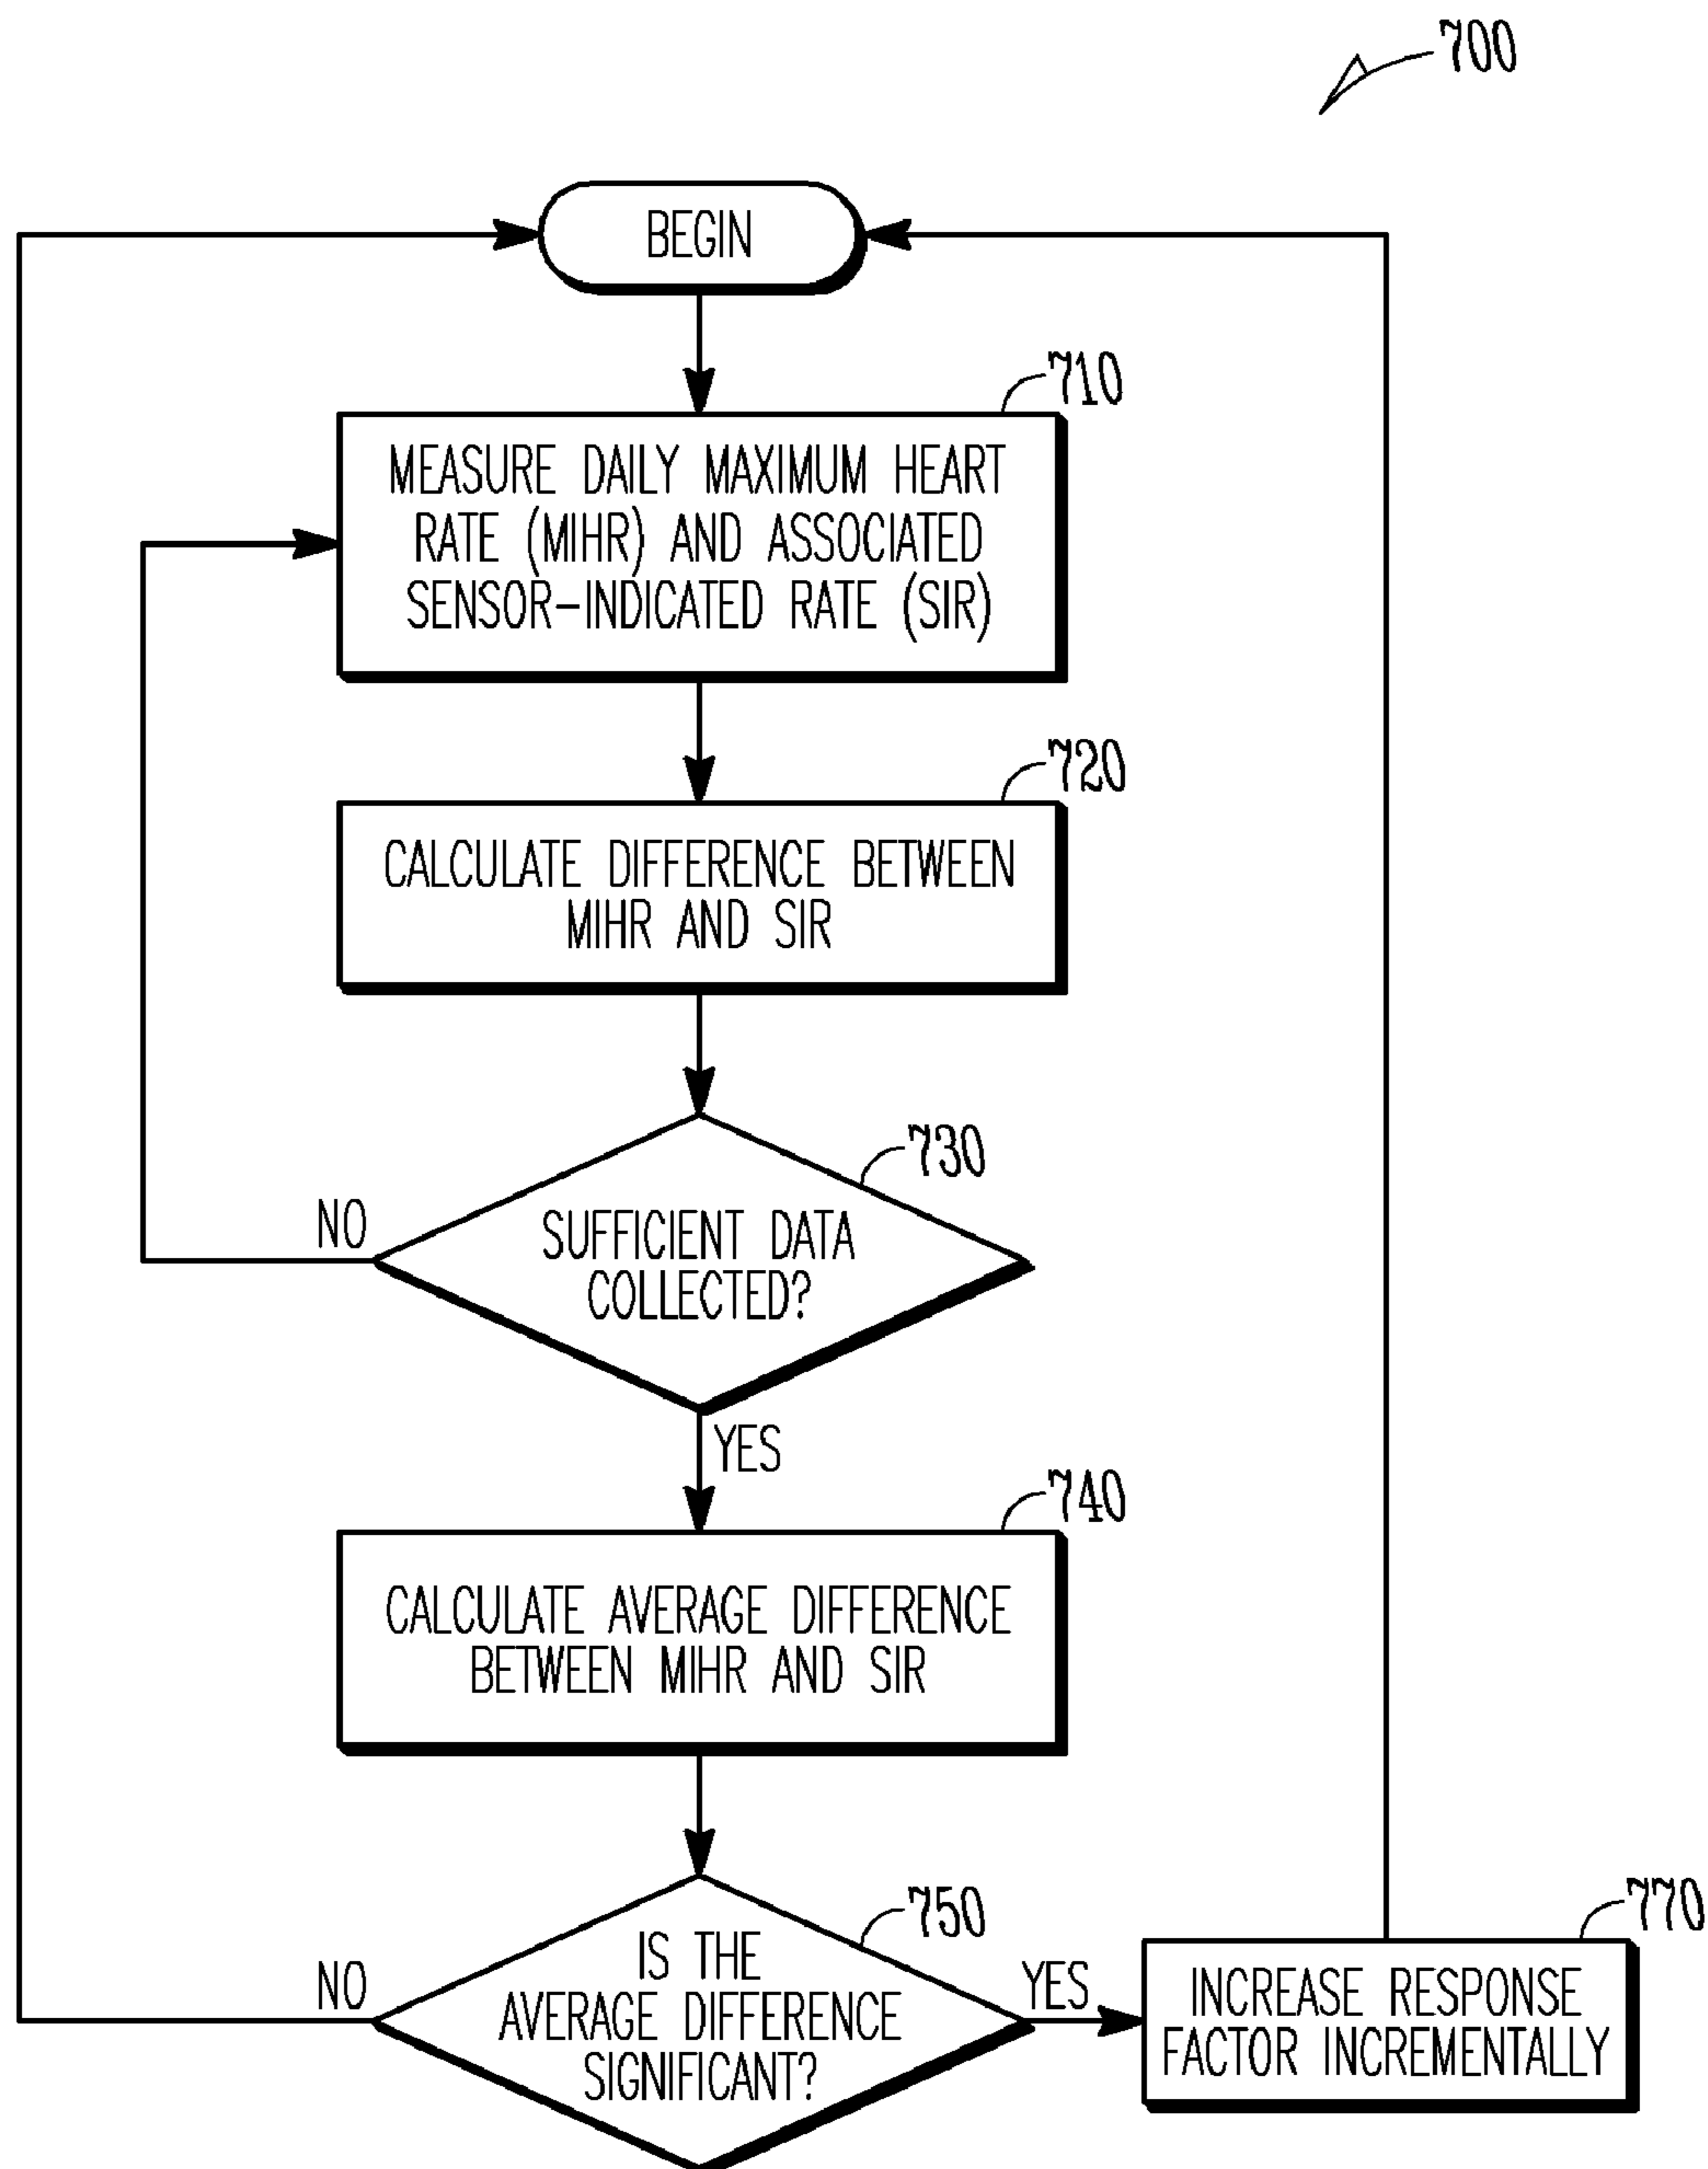 700
BEGIN
710
MEASURE DAILY MAXIMUM HEART
RATE (MIHR) AND ASSOCIATED
SENSOR-INDICATED RATE (SIR)
720
CALCULATE DIFFERENCE BETWEEN
MIHR AND SIR
730
NO
SUFFICIENT DATA
COLLECTED?
YES
740
CALCULATE AVERAGE DIFFERENCE
BETWEEN MIHR AND SIR
750
NO
IS THE
AVERAGE DIFFERENCE
SIGNIFICANT?
YES
770
INCREASE RESPONSE
FACTOR INCREMENTALLY